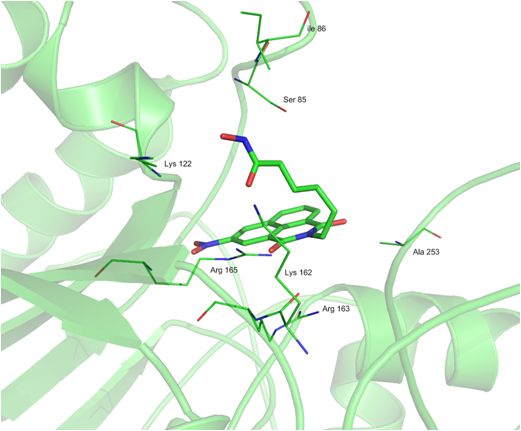 ile 86
Ser 85
Lys 122
Ala 253
Arg 165
Lys 162
Arg 163